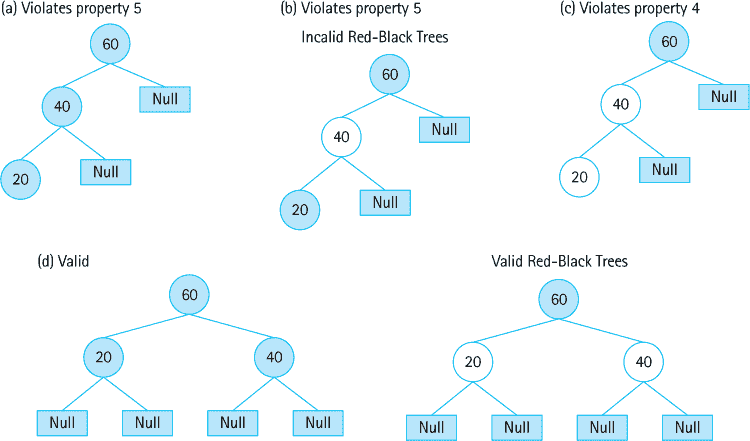 (a) Violates property 5
(b) Violates property 5
(c) Violates property 4
Incalid Red-Black Trees
60
40
Null
20
Null
60
40
Null
20
Null
60
40
Null
20
Null
(d) Valid
Valid Red-Black Trees
60
20
40
Null
Null
Null
Null
60
20
40
Null
Null
Null
Null